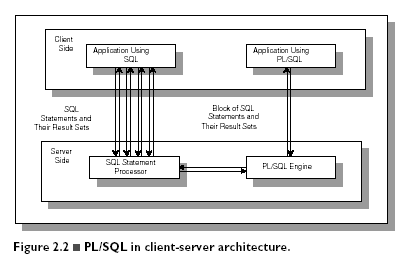 Client
Side
Application Using
SQL
Application Using
PL/SQL
SQL
Statements and
Their Result Sets
Block of SQL
Statements and
Their Result Sets
Server
Side
SQL Statement
Processor
PL/SQL Engine
Figure 2.2 ■ PL/SQL in client-server architecture.